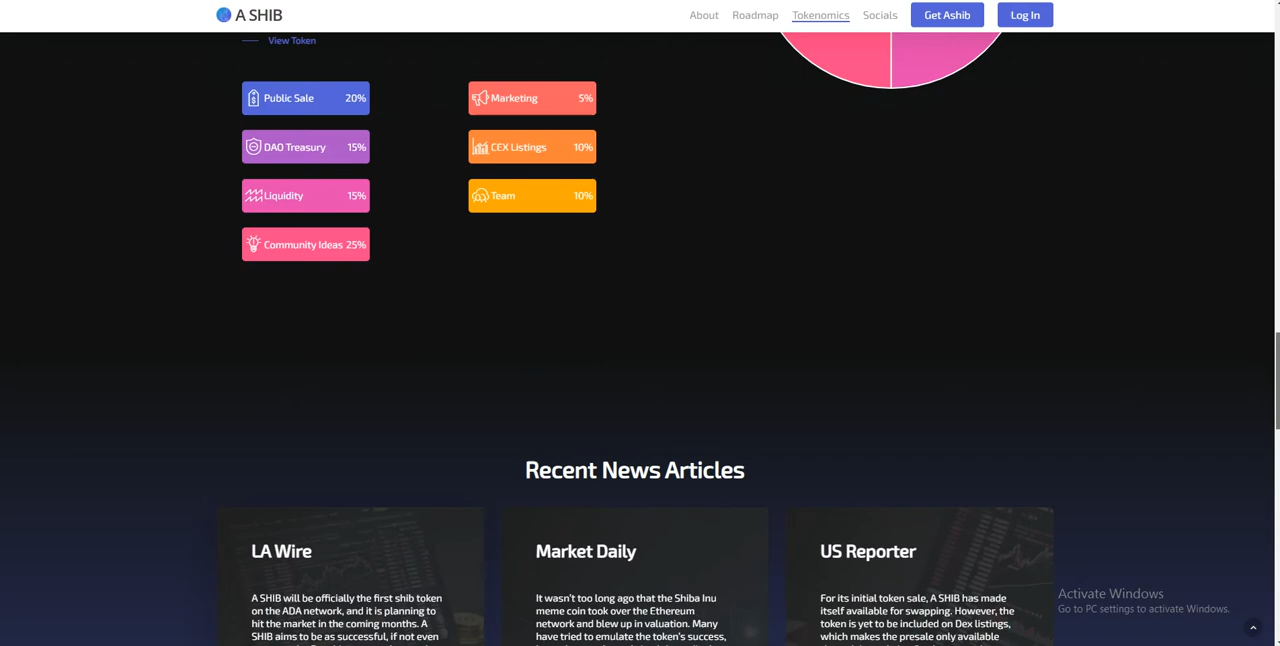 A SHIB
About
Roadmap
Tokenomics
Socials
Get Ashib
Log In
View Token
Public Sale 20%
Marketing 5%
DAO Treasury 15%
CEX Listings 10%
Liquidity 15%
Team 10%
Community Ideas 25%
Recent News Articles
LA Wire
A SHIB will be officially the first shib token
on the ADA network, and it is planning to
hit the market in the coming months. A
SHIB aims to be as successful, if not even
Market Daily
It wasn't too long ago that the Shiba Inu
meme coin took over the Ethereum
network and blew up in valuation. Many
have tried to emulate the token's success,
US Reporter
For its initial token sale, A SHIB has made
itself available for swapping. However, the
token is yet to be included on Dex listings,
which makes the presale only available
Activate Windows
Go to PC settings to activate Windows.